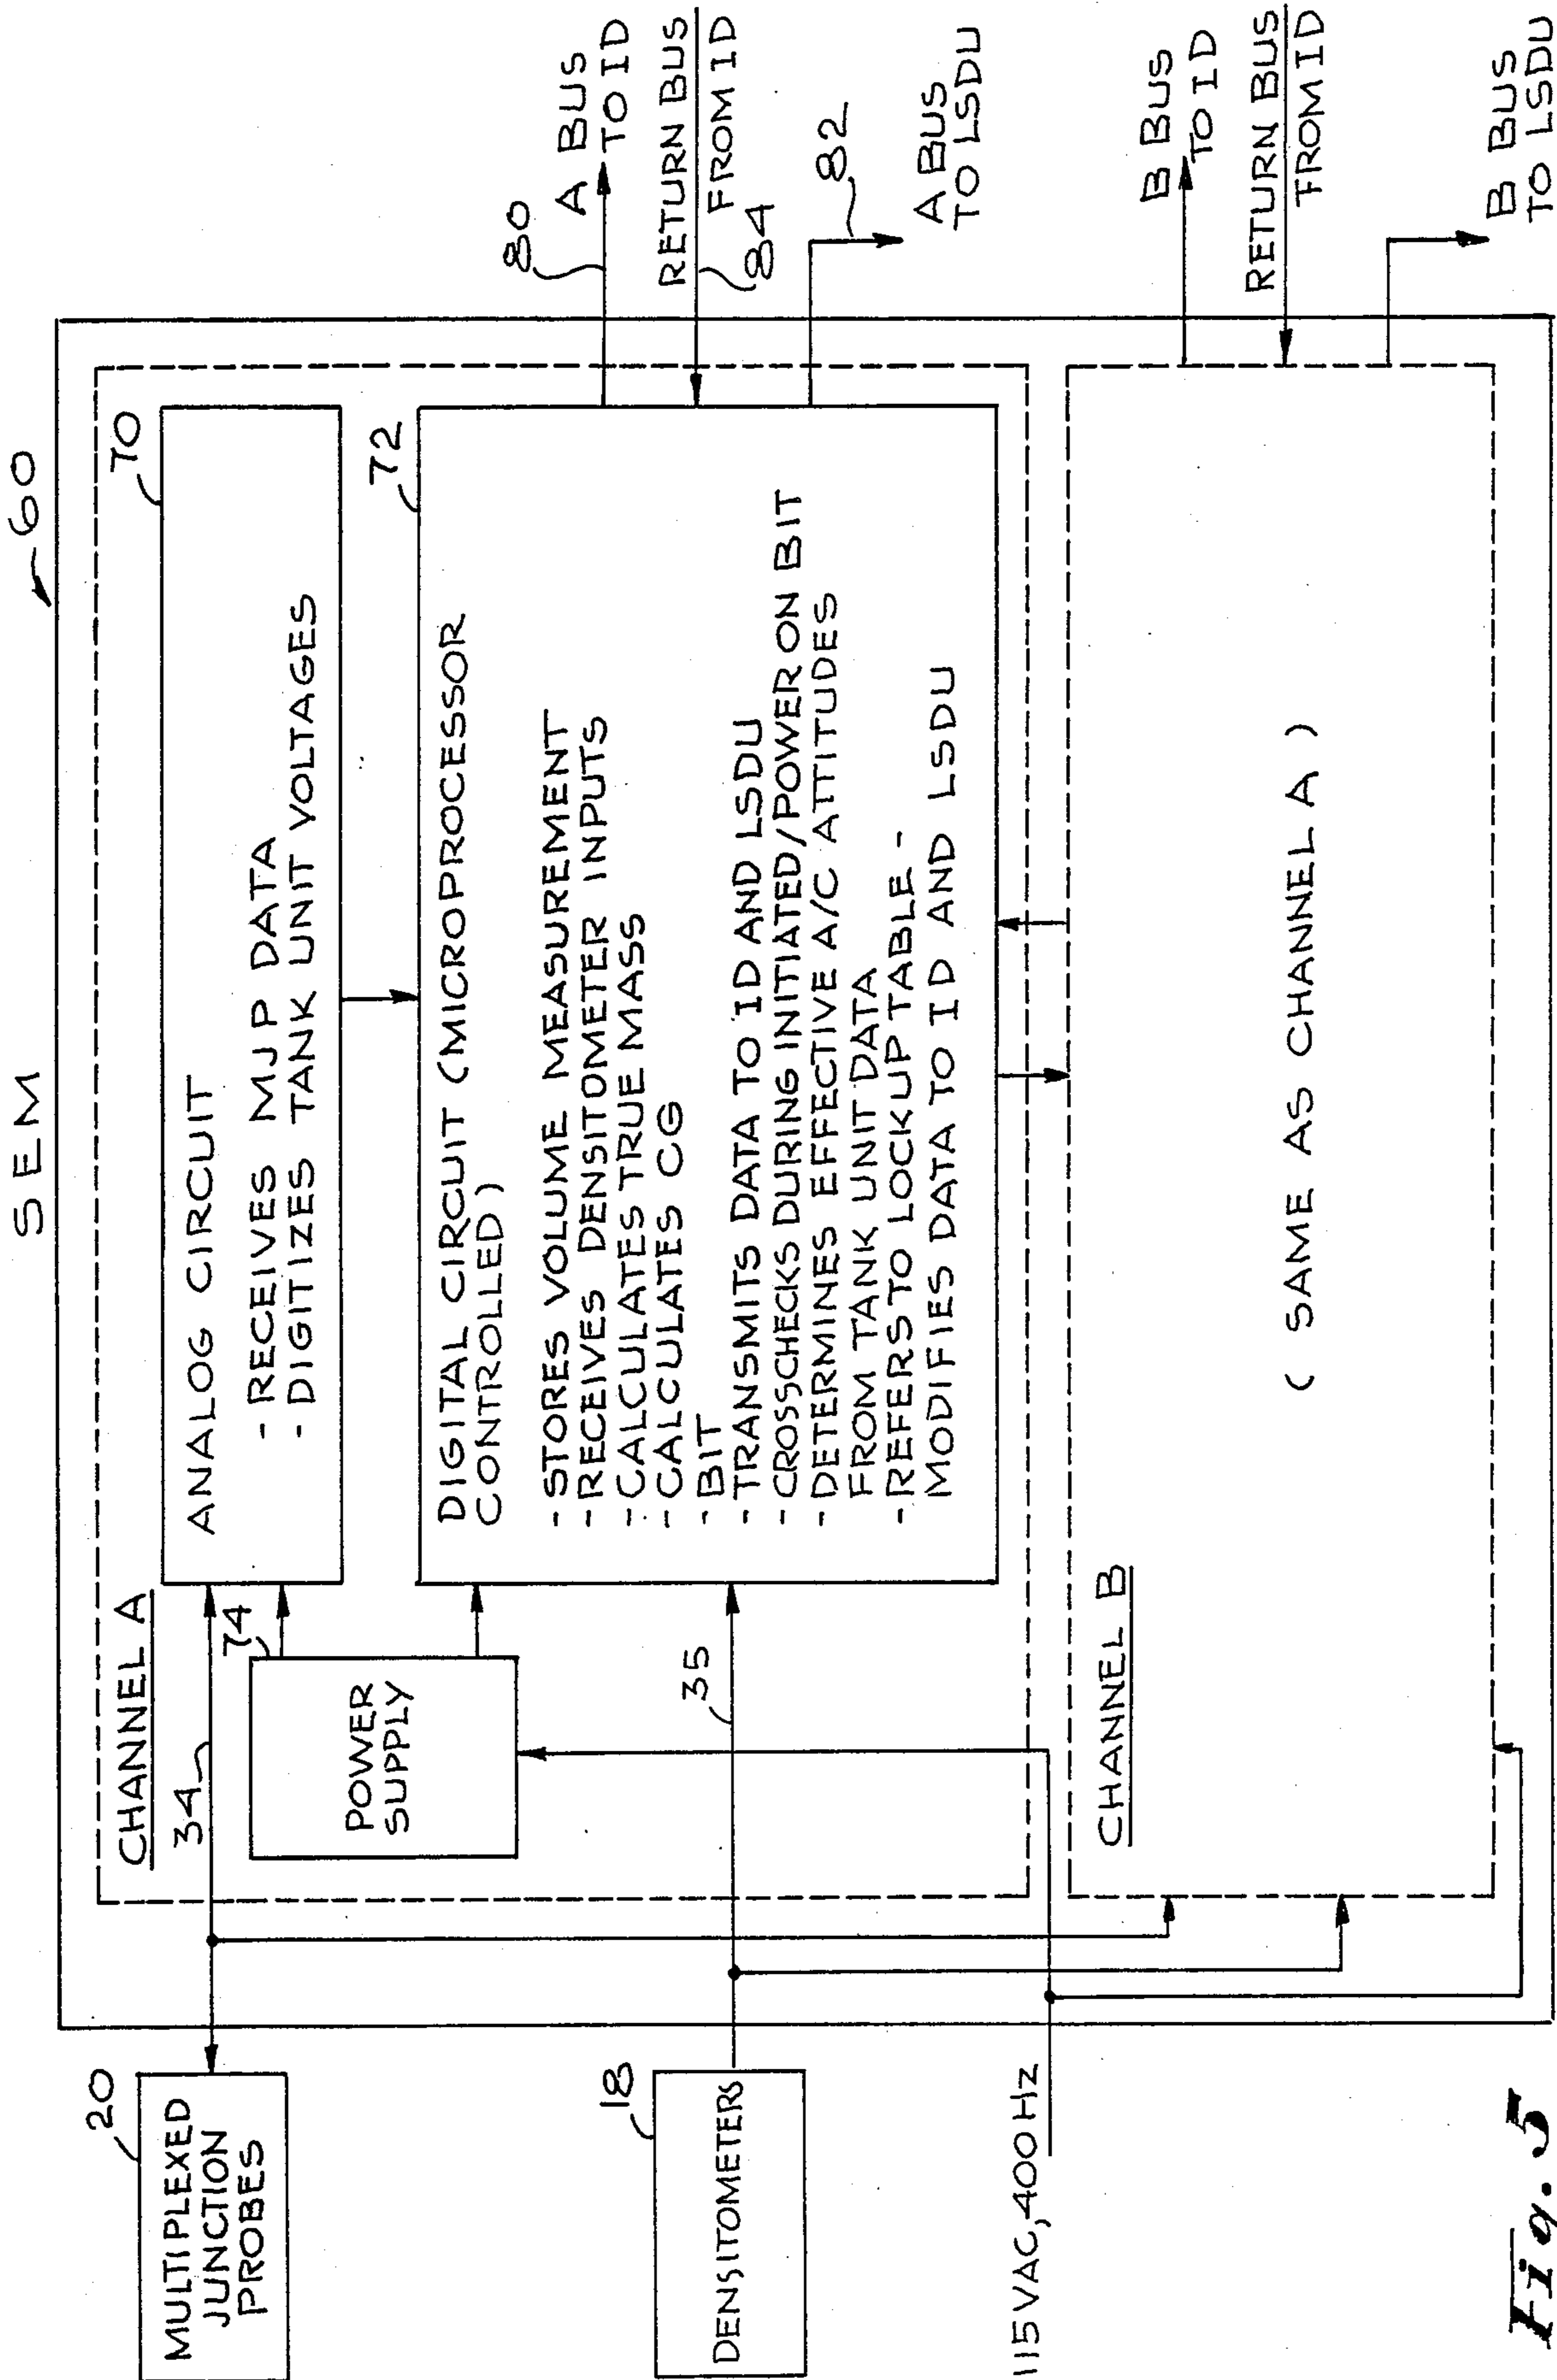 SEM
60
CHANNEL A
34
70
ANALOG CIRCUIT
- RECEIVES MJP DATA
- DIGITIZES TANK UNIT VOLTAGES
20
MULTIPLEXED
JUNCTION
PROBES
74
POWER
SUPPLY
72
DIGITAL CIRCUIT (MICROPROCESSOR
CONTROLLED)
- STORES VOLUME MEASUREMENT
- RECEIVES DENSITOMETER INPUTS
- CALCULATES TRUE MASS
- CALCULATES CG
- BIT
- TRANSMITS DATA TO ID AND LSDU
- CROSSCHECKS DURING INITIATED/POWER ON BIT
- DETERMINES EFFECTIVE A/C ATTITUDES
FROM TANK UNIT DATA
- REFERS TO LOCKUP TABLE -
MODIFIES DATA TO ID AND LSDU
80
A BUS
TO ID
RETURN BUS
FROM ID
84
82
A BUS
TO LSDU
18
DENSITOMETERS
35
115 VAC, 400 Hz
CHANNEL B
( SAME AS CHANNEL A )
B BUS
TO ID
RETURN BUS
FROM ID
B BUS
TO LSDU
Fig. 5